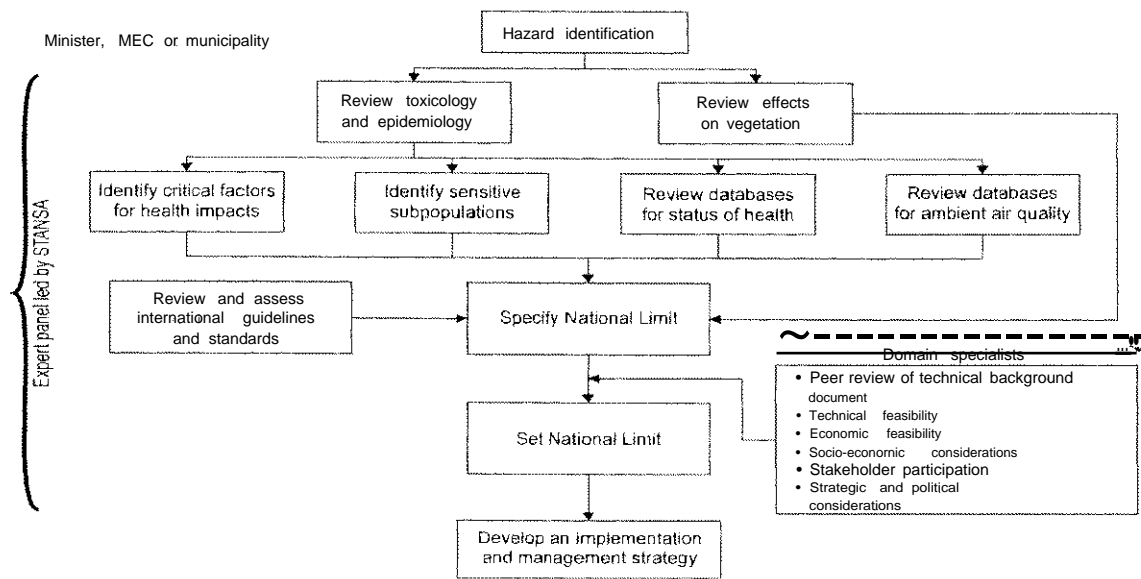 Minister, MEC or municipality
Hazard identification
Review toxicology
and epidemiology
Review effects
on vegetation
Identify critical factors
for health impacts
Identify sensitive
subpopulations
Review databases
for status of health
Review databases
for ambient air quality
Expert panel led by STANSA
Review and assess
international guidelines
and standards
Specify National Limit
Domain specialists
• Peer review of technical background
document
• Technical feasibility
• Economic feasibility
• Socio-economic considerations
• Stakeholder participation
• Strategic and political
considerations
Set National Limit
Develop an implementation
and management strategy